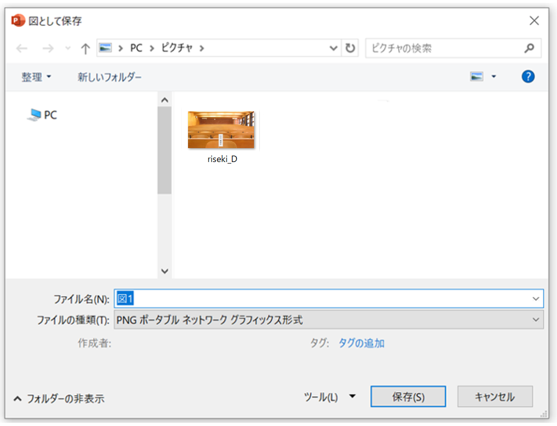 図として保存
PC ピクチャ
ピクチャの検索
整理
新しいフォルダー
PC
riseki_D
ファイル名(N): 図1
ファイルの種類(T): PNG ポータブル ネットワーク グラフィックス形式
作成者: タグ: タグの追加
フォルダーの非表示
ツール(L) 保存(S) キャンセル